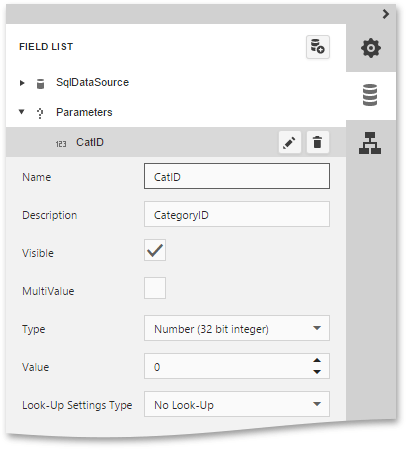 FIELD LIST
SqlDataSource
Parameters
123 CatID
Name CatID
Description CategoryID
Visible
MultiValue
Type Number (32 bit integer)
Value 0
Look-Up Settings Type No Look-Up